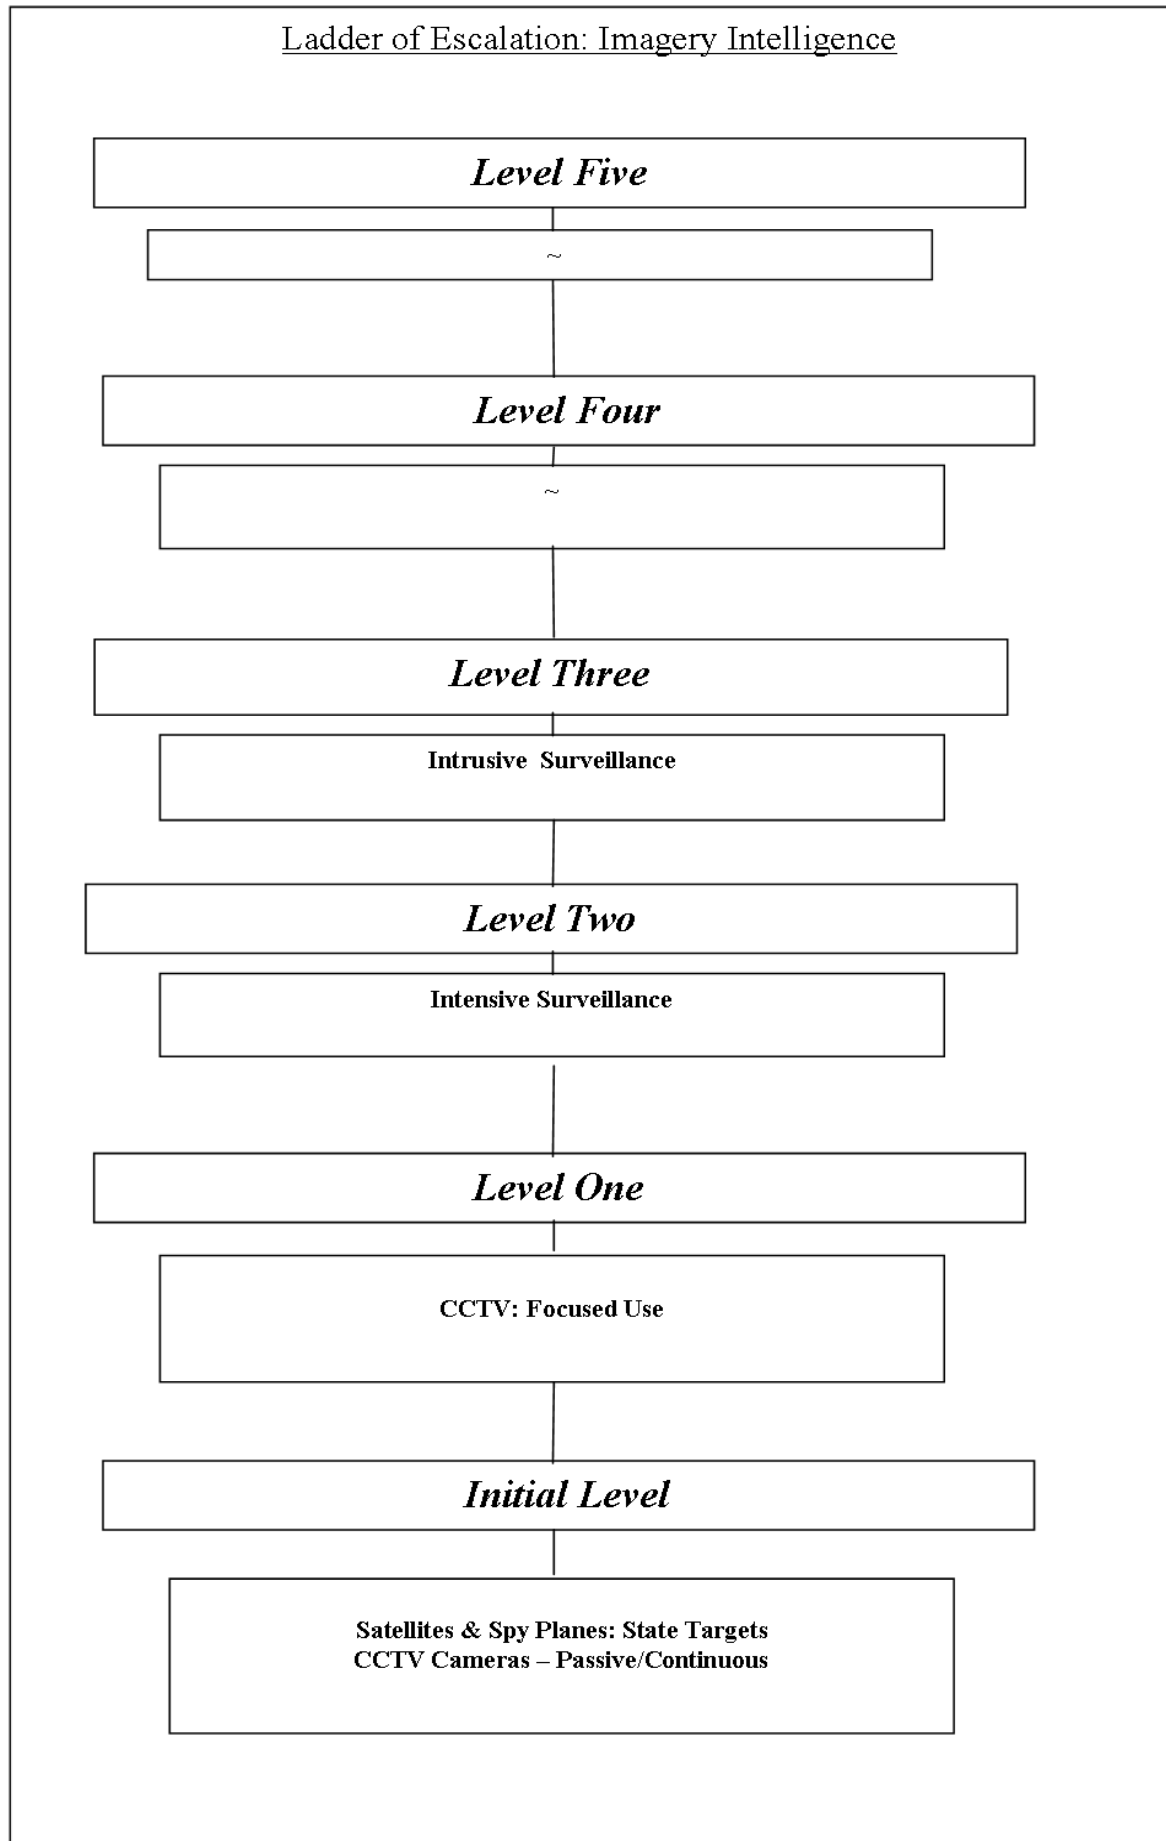 Ladder of Escalation: Imagery Intelligence
Level Five
~
Level Four
~
Level Three
Intrusive Surveillance
Level Two
Intensive Surveillance
Level One
CCTV: Focused Use
Initial Level
Satellites & Spy Planes: State Targets
CCTV Cameras – Passive/Continuous